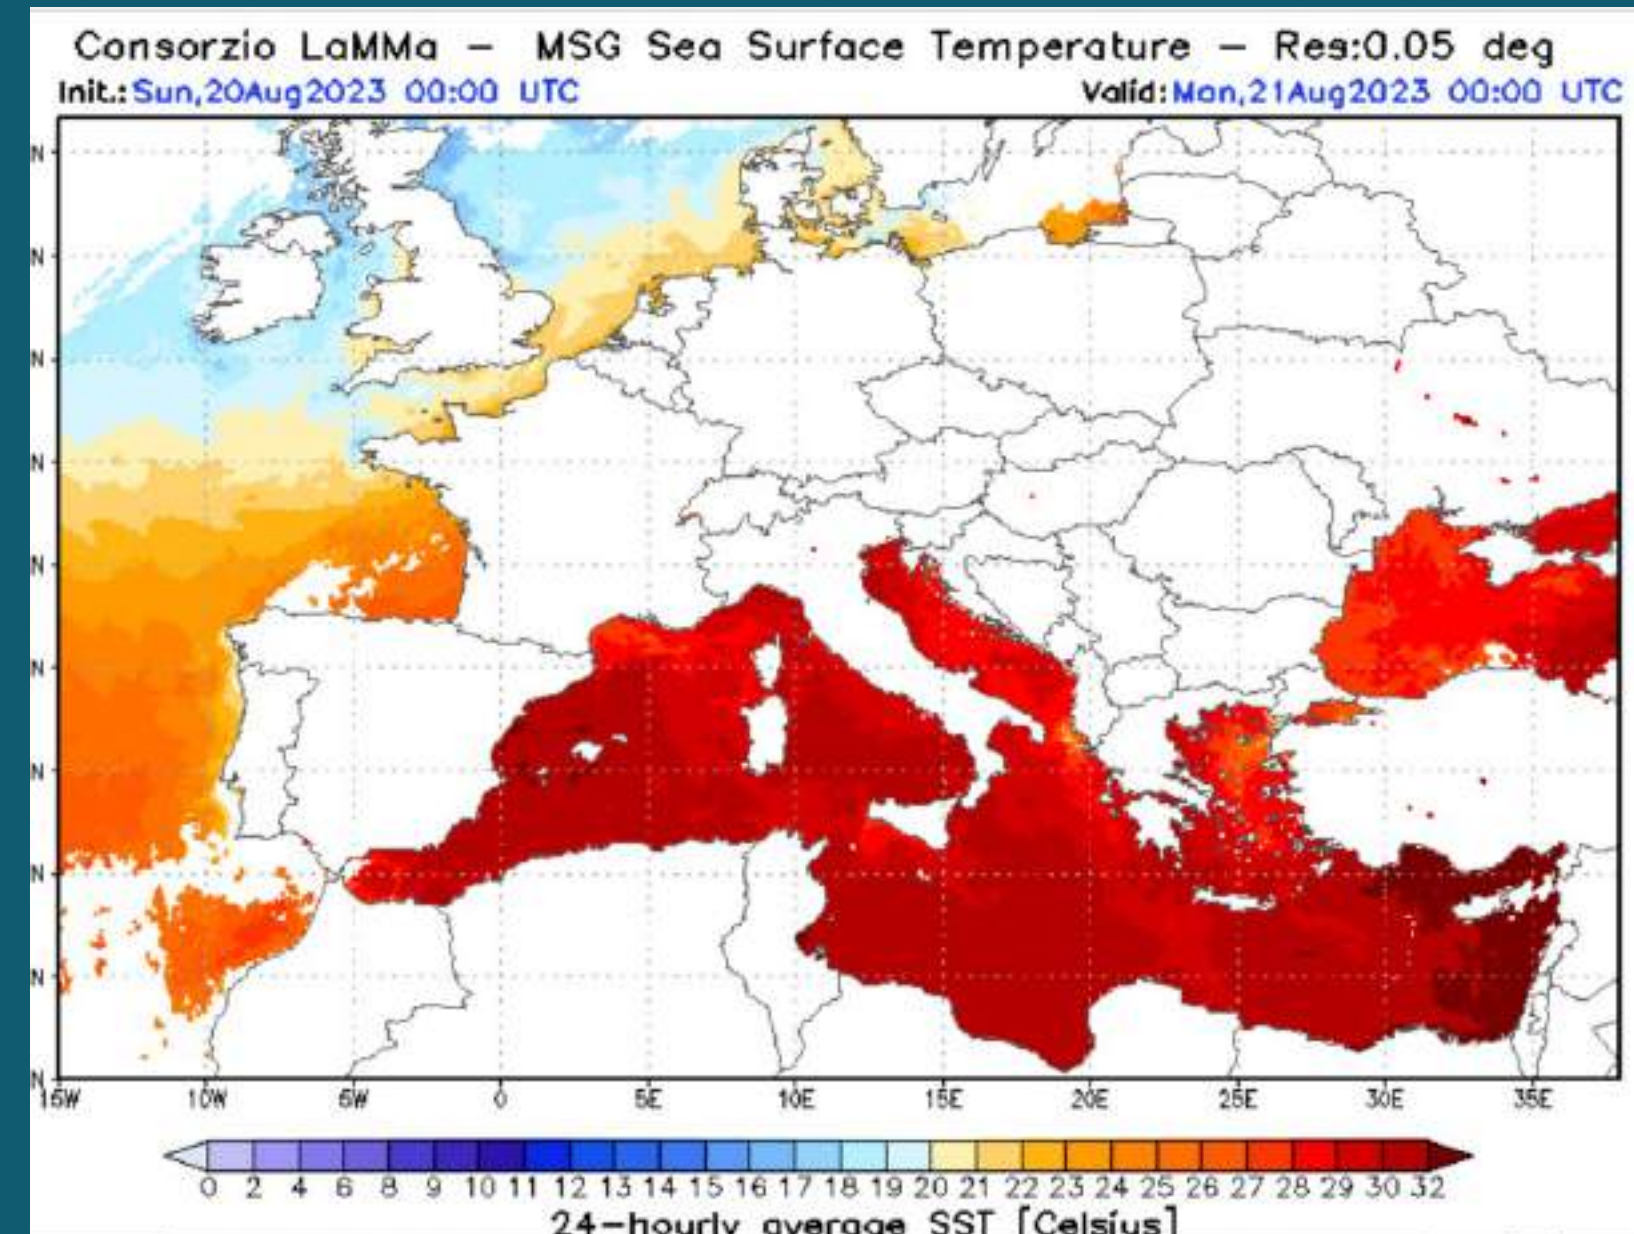 Consorzio LaMMa – MSG Sea Surface Temperature – Res:0.05 deg
Init.: Sun,20Aug2023 00:00 UTC Valid: Mon,21Aug2023 00:00 UTC
N
N
N
N
N
N
N
N
N
N
15W 10W 5W 0 5E 10E 15E 20E 25E 30E 35E
0 2 4 6 8 9 10 11 12 13 14 15 16 17 18 19 20 21 22 23 24 25 26 27 28 29 30 32
24-hourly average SST [Celsius]